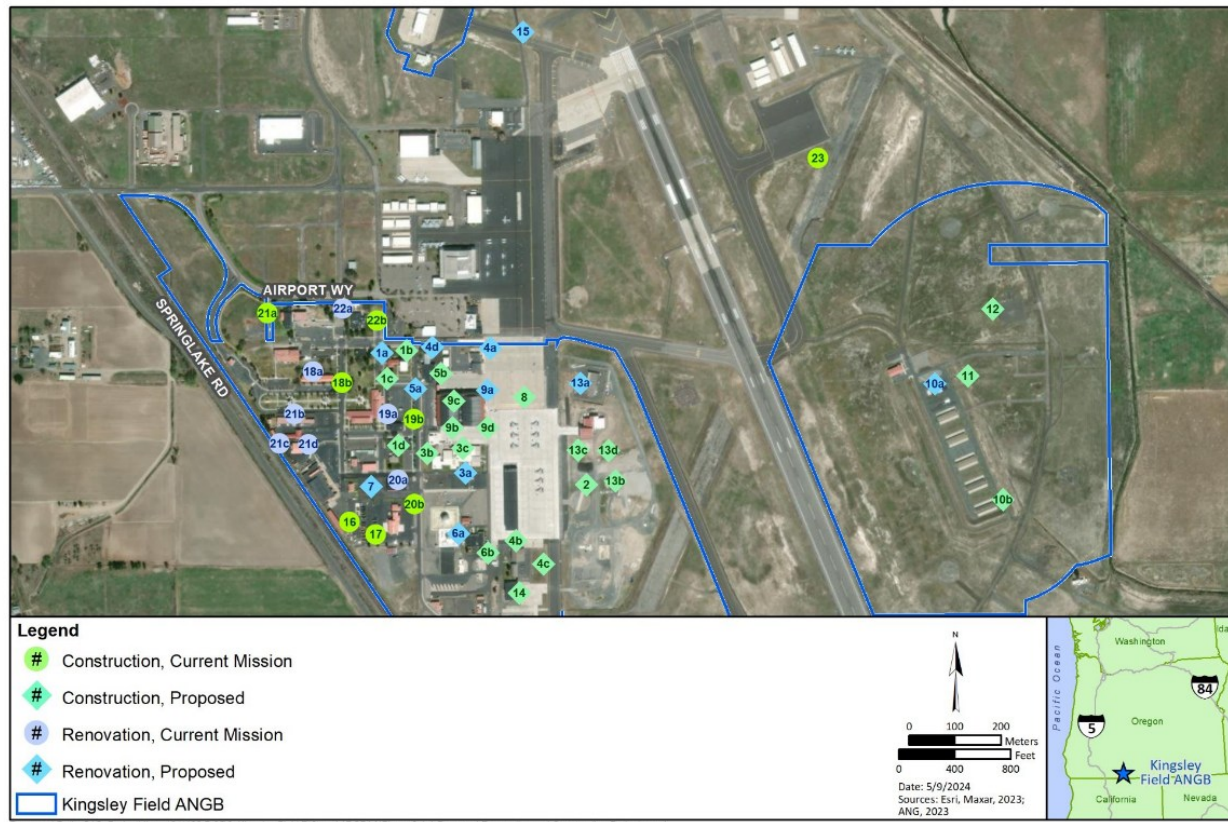 15
23
12
AIRPORT WY
21a
22a
22b
SPRINGLAKE RD
1a
1b
4d
4a
18a
18b
1c
5b
5a
9a
13a
10a
11
9c
8
21b
19a
19b
9b
9d
21c
21d
1d
3b
3c
13c
13d
3a
7
20a
2
13b
10b
20b
16
17
6a
4b
6b
4c
14
Legend
# Construction, Current Mission
# Construction, Proposed
# Renovation, Current Mission
# Renovation, Proposed
Kingsley Field ANGB
N
0 100 200
Meters
Feet
0 400 800
Date: 5/9/2024
Sources: Esri, Maxar, 2023;
ANG, 2023
Washington
Ida
Pacific Ocean
84
Oregon
5
Kingsley
Field ANGB
California
Nevada